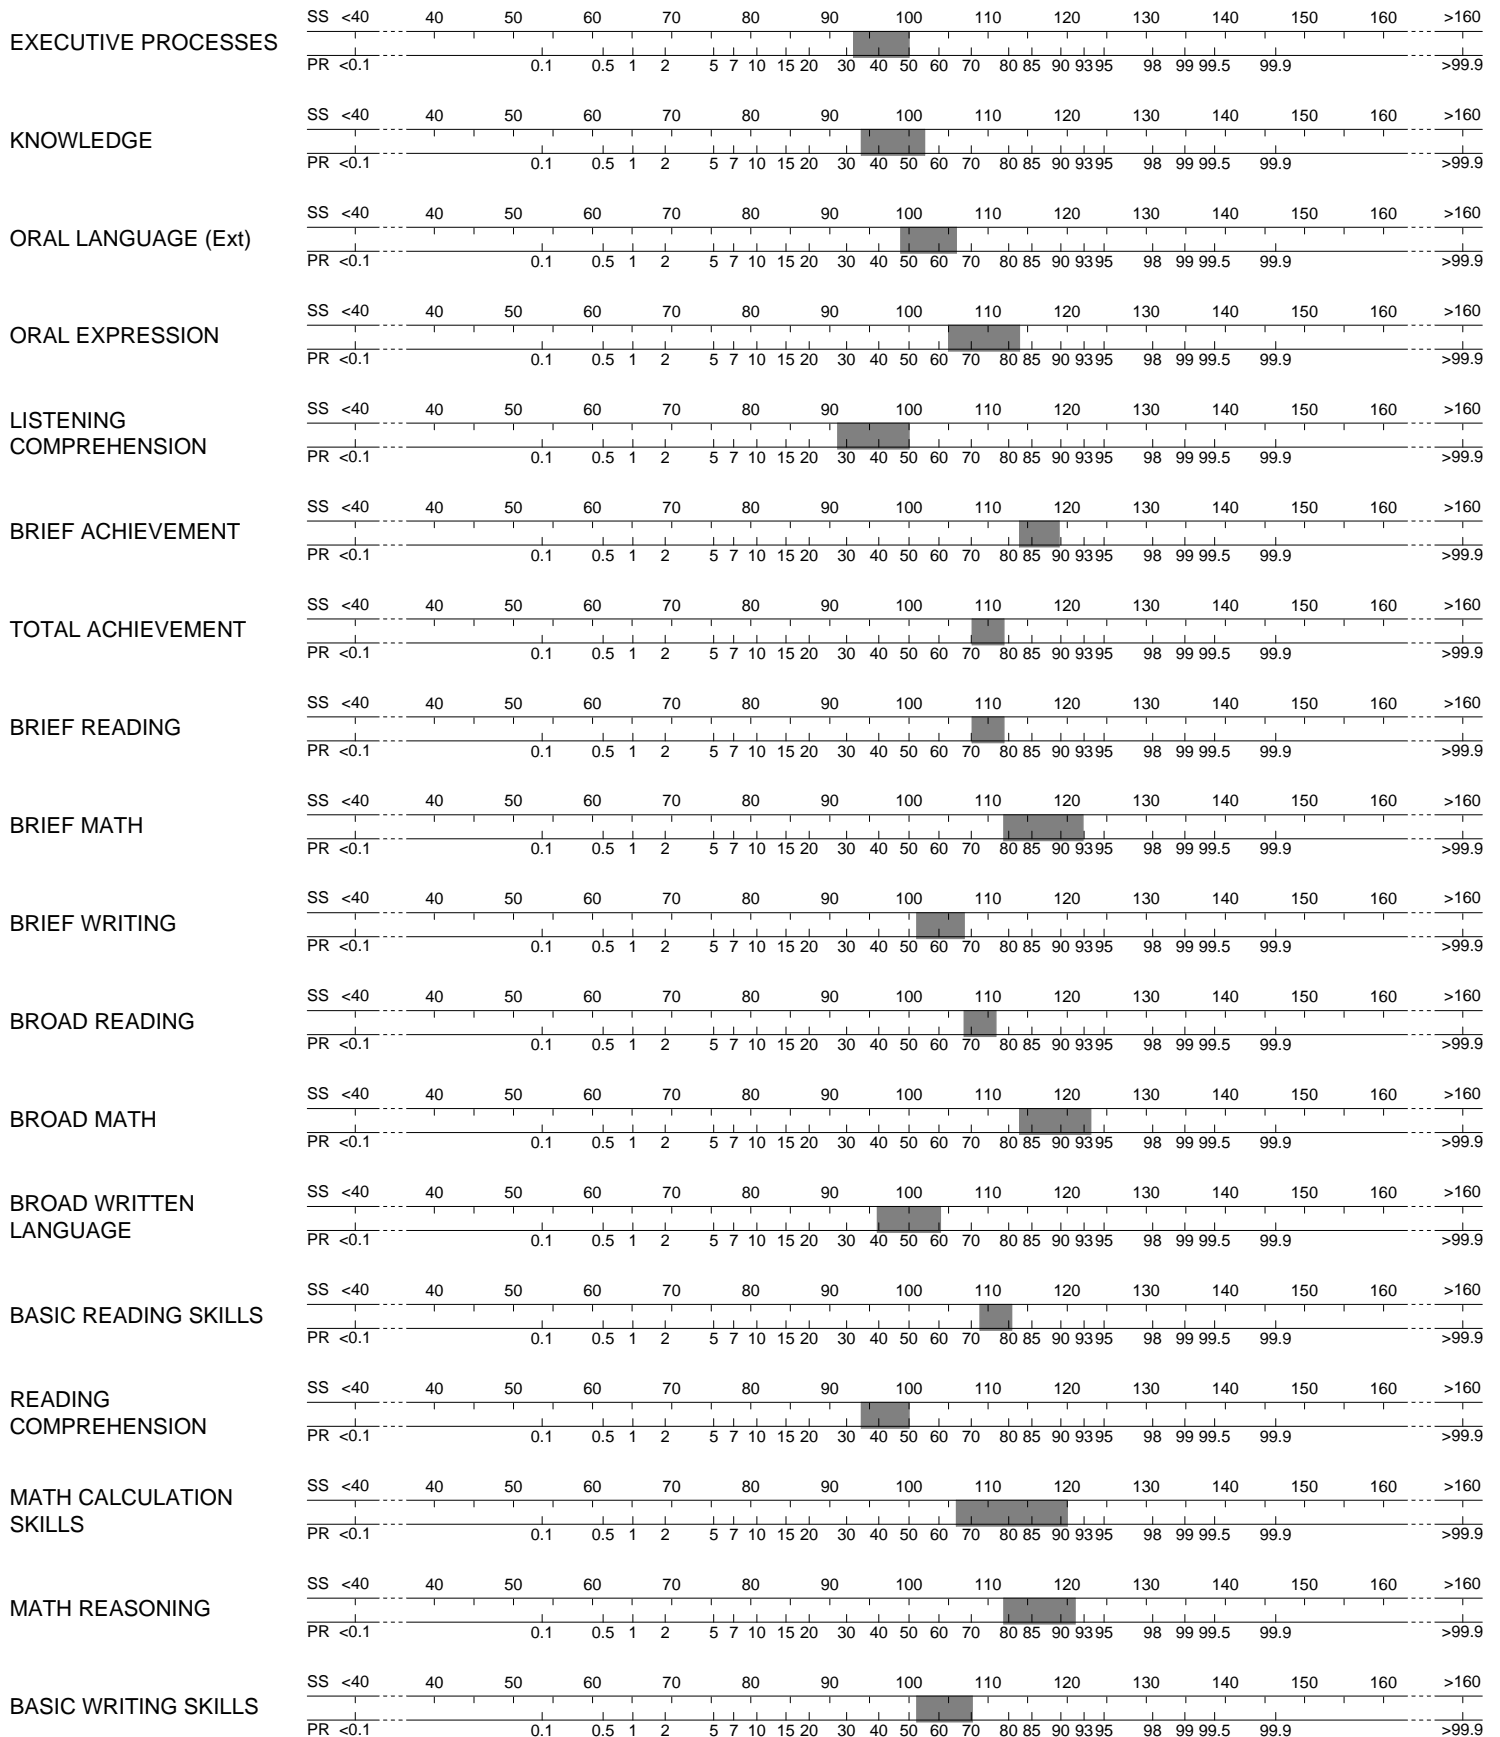 SS <40 40 50 60 70 80 90 100 110 120 130 140 150 160 >160
EXECUTIVE PROCESSES
PR <0.1 0.1 0.5 1 2 5 7 10 15 20 30 40 50 60 70 80 85 90 93 95 98 99 99.5 99.9 >99.9
SS <40 40 50 60 70 80 90 100 110 120 130 140 150 160 >160
KNOWLEDGE
PR <0.1 0.1 0.5 1 2 5 7 10 15 20 30 40 50 60 70 80 85 90 93 95 98 99 99.5 99.9 >99.9
SS <40 40 50 60 70 80 90 100 110 120 130 140 150 160 >160
ORAL LANGUAGE (Ext)
PR <0.1 0.1 0.5 1 2 5 7 10 15 20 30 40 50 60 70 80 85 90 93 95 98 99 99.5 99.9 >99.9
SS <40 40 50 60 70 80 90 100 110 120 130 140 150 160 >160
ORAL EXPRESSION
PR <0.1 0.1 0.5 1 2 5 7 10 15 20 30 40 50 60 70 80 85 90 93 95 98 99 99.5 99.9 >99.9
SS <40 40 50 60 70 80 90 100 110 120 130 140 150 160 >160
LISTENING
COMPREHENSION
PR <0.1 0.1 0.5 1 2 5 7 10 15 20 30 40 50 60 70 80 85 90 93 95 98 99 99.5 99.9 >99.9
SS <40 40 50 60 70 80 90 100 110 120 130 140 150 160 >160
BRIEF ACHIEVEMENT
PR <0.1 0.1 0.5 1 2 5 7 10 15 20 30 40 50 60 70 80 85 90 93 95 98 99 99.5 99.9 >99.9
SS <40 40 50 60 70 80 90 100 110 120 130 140 150 160 >160
TOTAL ACHIEVEMENT
PR <0.1 0.1 0.5 1 2 5 7 10 15 20 30 40 50 60 70 80 85 90 93 95 98 99 99.5 99.9 >99.9
SS <40 40 50 60 70 80 90 100 110 120 130 140 150 160 >160
BRIEF READING
PR <0.1 0.1 0.5 1 2 5 7 10 15 20 30 40 50 60 70 80 85 90 93 95 98 99 99.5 99.9 >99.9
SS <40 40 50 60 70 80 90 100 110 120 130 140 150 160 >160
BRIEF MATH
PR <0.1 0.1 0.5 1 2 5 7 10 15 20 30 40 50 60 70 80 85 90 93 95 98 99 99.5 99.9 >99.9
SS <40 40 50 60 70 80 90 100 110 120 130 140 150 160 >160
BRIEF WRITING
PR <0.1 0.1 0.5 1 2 5 7 10 15 20 30 40 50 60 70 80 85 90 93 95 98 99 99.5 99.9 >99.9
SS <40 40 50 60 70 80 90 100 110 120 130 140 150 160 >160
BROAD READING
PR <0.1 0.1 0.5 1 2 5 7 10 15 20 30 40 50 60 70 80 85 90 93 95 98 99 99.5 99.9 >99.9
SS <40 40 50 60 70 80 90 100 110 120 130 140 150 160 >160
BROAD MATH
PR <0.1 0.1 0.5 1 2 5 7 10 15 20 30 40 50 60 70 80 85 90 93 95 98 99 99.5 99.9 >99.9
SS <40 40 50 60 70 80 90 100 110 120 130 140 150 160 >160
BROAD WRITTEN
LANGUAGE
PR <0.1 0.1 0.5 1 2 5 7 10 15 20 30 40 50 60 70 80 85 90 93 95 98 99 99.5 99.9 >99.9
SS <40 40 50 60 70 80 90 100 110 120 130 140 150 160 >160
BASIC READING SKILLS
PR <0.1 0.1 0.5 1 2 5 7 10 15 20 30 40 50 60 70 80 85 90 93 95 98 99 99.5 99.9 >99.9
SS <40 40 50 60 70 80 90 100 110 120 130 140 150 160 >160
READING
COMPREHENSION
PR <0.1 0.1 0.5 1 2 5 7 10 15 20 30 40 50 60 70 80 85 90 93 95 98 99 99.5 99.9 >99.9
SS <40 40 50 60 70 80 90 100 110 120 130 140 150 160 >160
MATH CALCULATION
SKILLS
PR <0.1 0.1 0.5 1 2 5 7 10 15 20 30 40 50 60 70 80 85 90 93 95 98 99 99.5 99.9 >99.9
SS <40 40 50 60 70 80 90 100 110 120 130 140 150 160 >160
MATH REASONING
PR <0.1 0.1 0.5 1 2 5 7 10 15 20 30 40 50 60 70 80 85 90 93 95 98 99 99.5 99.9 >99.9
SS <40 40 50 60 70 80 90 100 110 120 130 140 150 160 >160
BASIC WRITING SKILLS
PR <0.1 0.1 0.5 1 2 5 7 10 15 20 30 40 50 60 70 80 85 90 93 95 98 99 99.5 99.9 >99.9